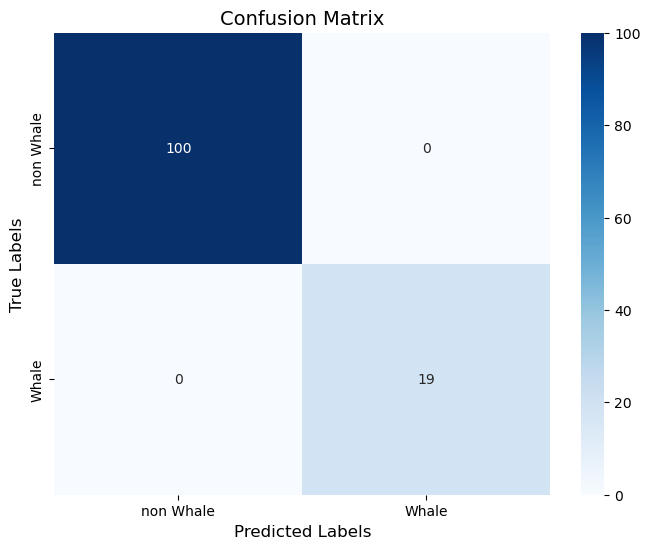 Confusion Matrix
True Labels
non Whale
100
0
Whale
0
19
non Whale
Whale
Predicted Labels
100
80
60
40
20
0